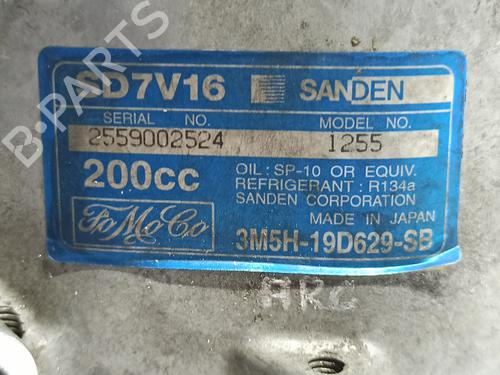 SD7V16 SANDEN
SERIAL NO. MODEL NO.
2559002524 1255
200cc OIL : SP-10 OR EQUIV.
REFRIGERANT : R134a
SANDEN CORPORATION
MADE IN JAPAN
FoMoCo 3M5H-19D629-SB
ARG
B-PARTS